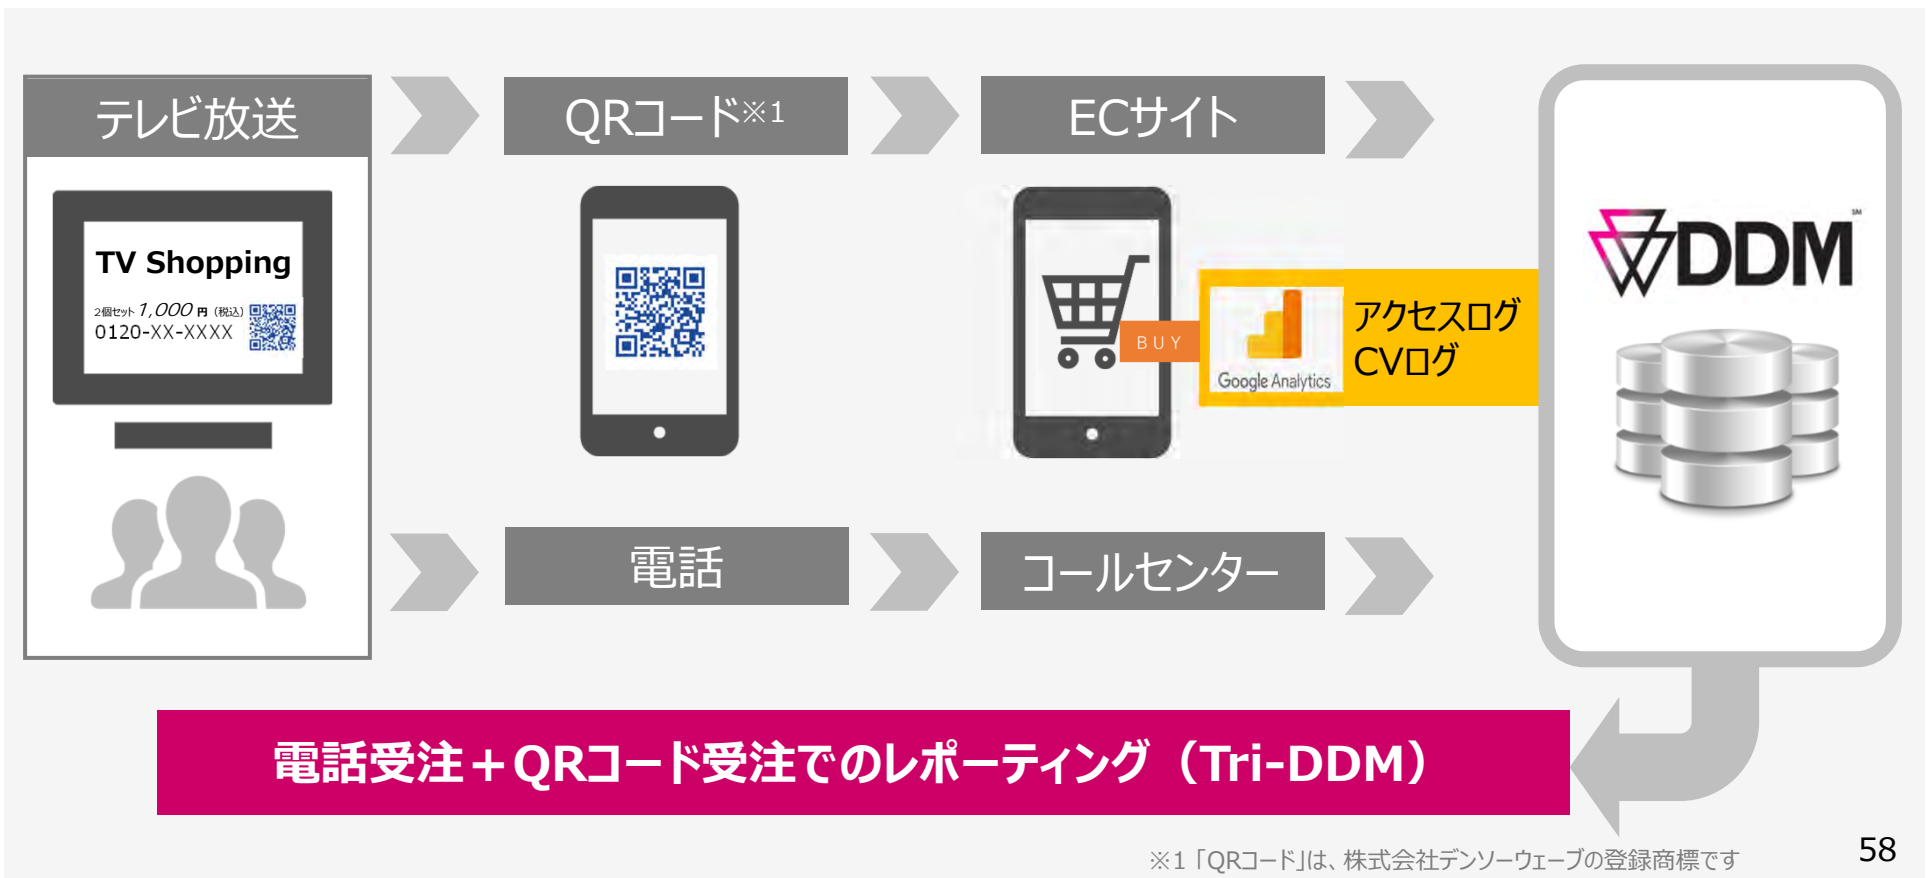 テレビ放送
QRコード※1
ECサイト
TV Shopping
2個セット 1,000 円（税込）
0120-XX-XXXX
BUY
Google Analytics
アクセスログ
CVログ
DDM SM
電話
コールセンター
電話受注＋QRコード受注でのレポーティング（Tri-DDM）
※1「QRコード」は、株式会社デンソーウェーブの登録商標です
58